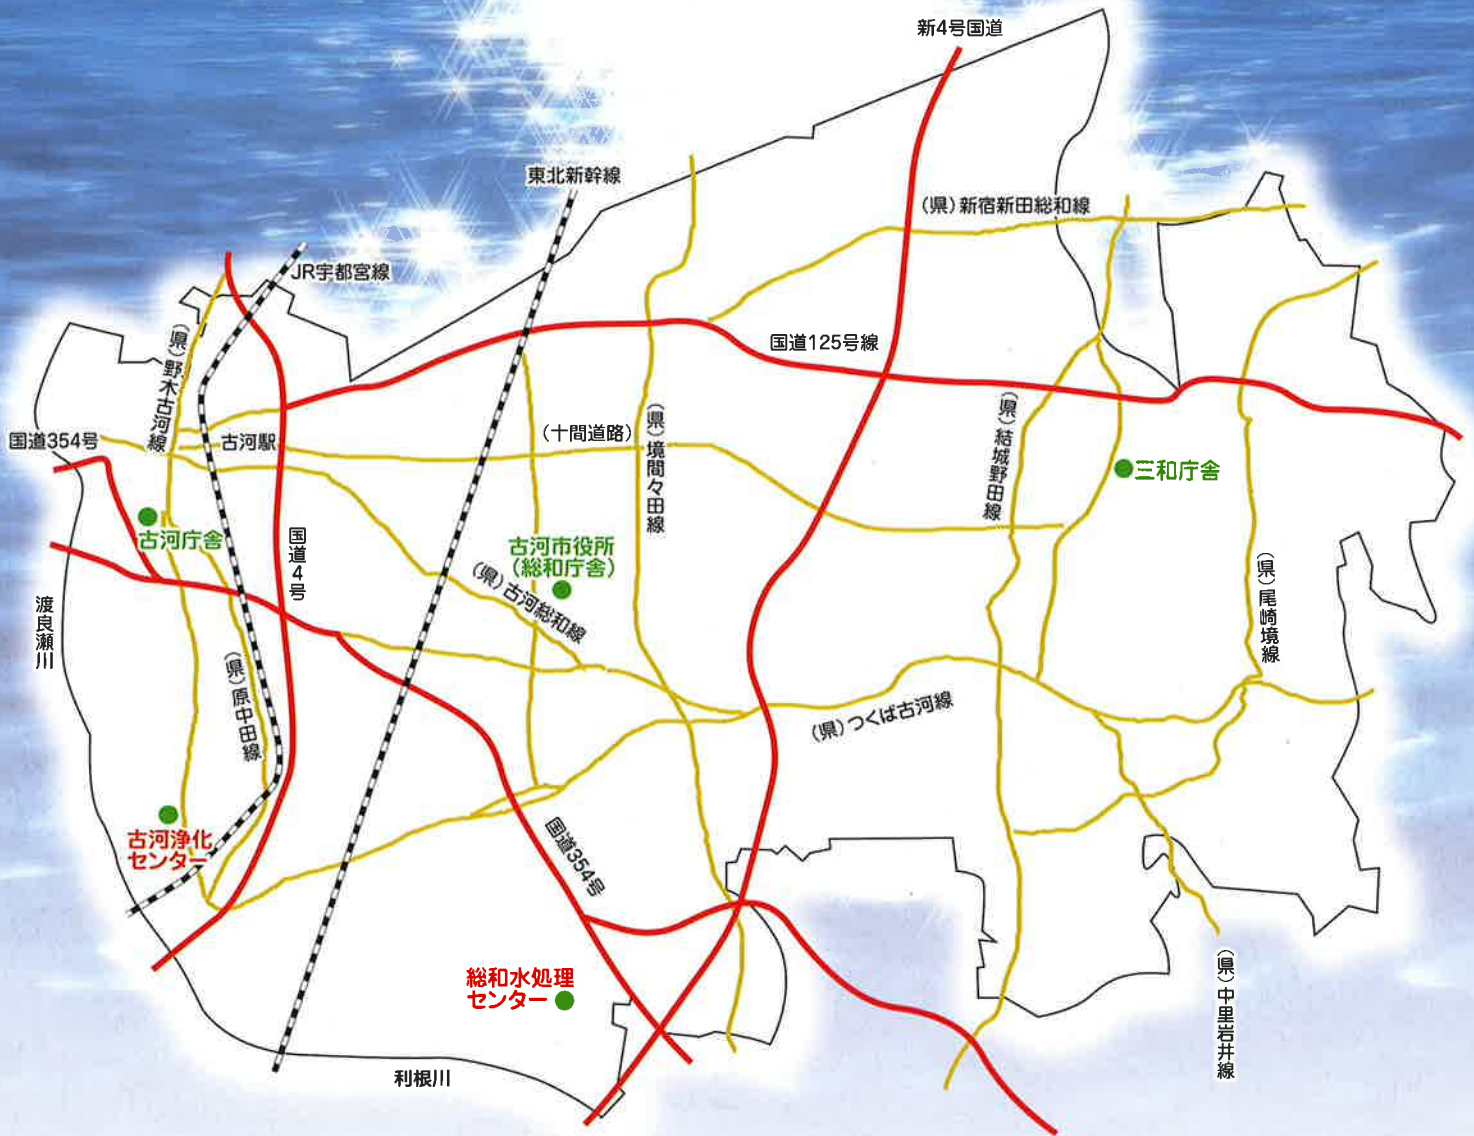 新4号国道
東北新幹線
(県)新宿新田総和線
JR宇都宮線
(県)野木古河線
国道125号線
国道354号
古河駅
(十間道路)
(県)境間々田線
(県)結城野田線
三和庁舎
古河庁舎
国道4号
古河市役所
(総和庁舎)
(県)古河総和線
(県)尾崎境線
渡良瀬川
(県)原中田線
(県)つくば古河線
古河浄化
センター
国道354号
総和水処理
センター
(県)中里岩井線
利根川